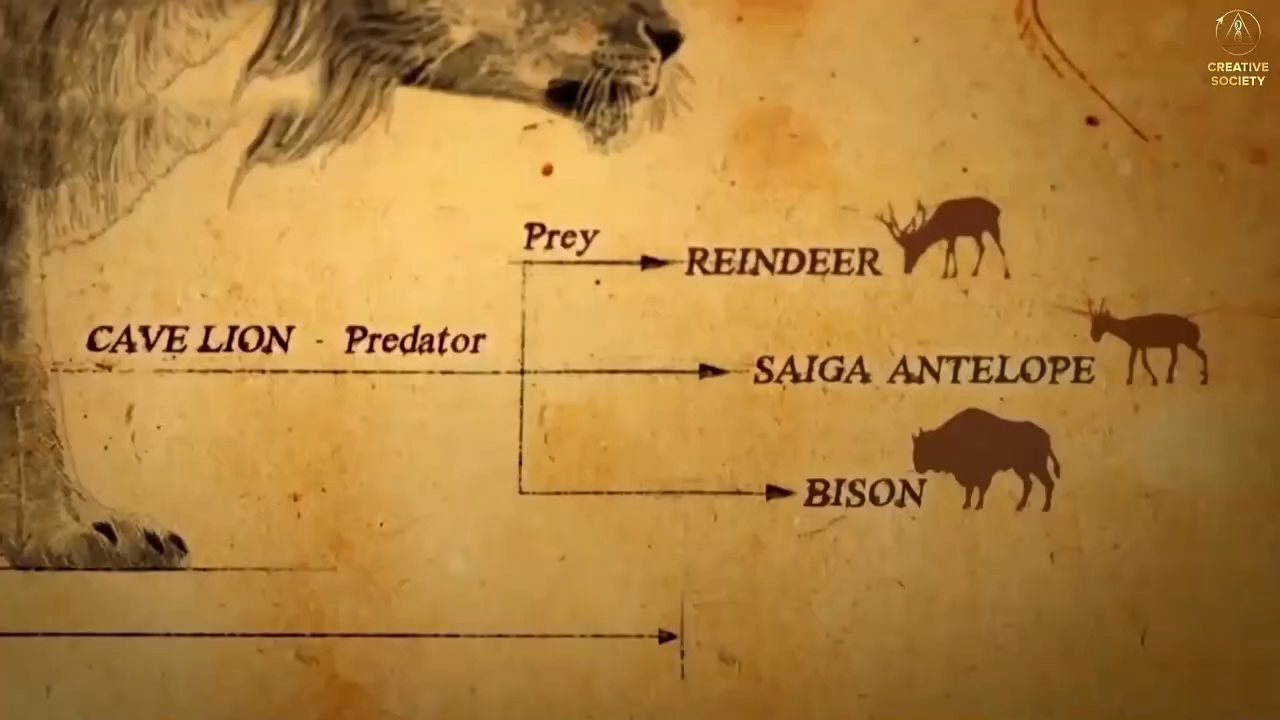 CREATIVE
SOCIETY
Prey
REINDEER
CAVE LION - Predator
SAIGA ANTELOPE
BISON